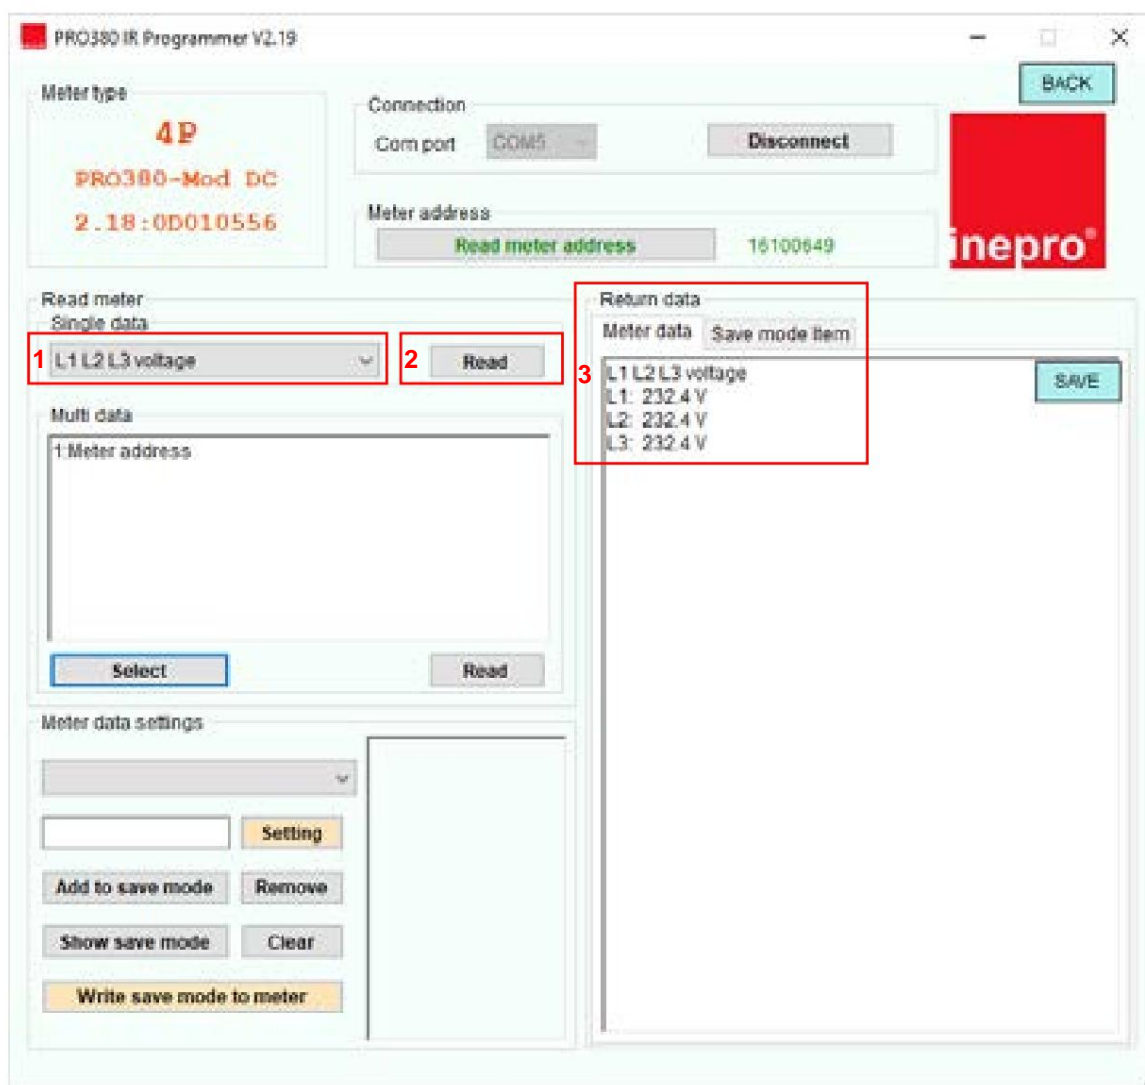 PRO380 IR Programmer V2.19
BACK
Meter type
4P
PRO380-Mod DC
2.18:0D010556
Connection
Com port COM5 Disconnect
Meter address
Read meter address 16100649
inepro®
Read meter
Single data
1 L1 L2 L3 voltage 2 Read
Multi data
1:Meter address
Select Read
Return data
Meter data Save mode Item
3
L1 L2 L3 voltage
L1: 232.4 V
L2: 232.4 V
L3: 232.4 V
SAVE
Meter data settings
Setting
Add to save mode Remove
Show save mode Clear
Write save mode to meter